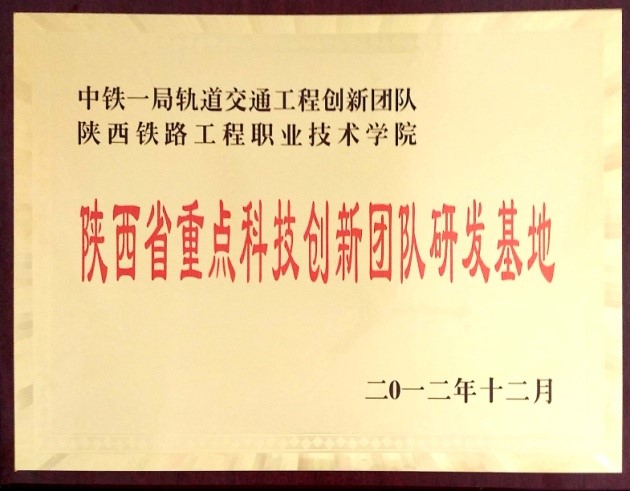 中铁一局轨道交通工程创新团队
陕西铁路工程职业技术学院
陕西省重点科技创新团队研发基地
二0一二年十二月